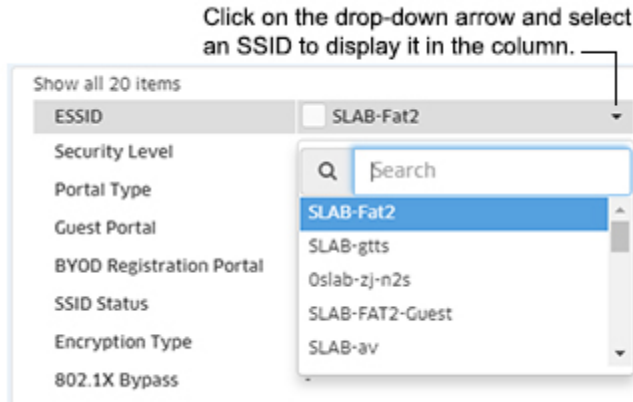 Click on the drop-down arrow and select
an SSID to display it in the column.
Show all 20 items
ESSID SLAB-Fat2
Security Level
Search
Portal Type
SLAB-Fat2
Guest Portal
SLAB-gtts
BYOD Registration Portal
0slab-zj-n2s
SSID Status
SLAB-FAT2-Guest
Encryption Type
SLAB-av
802.1X Bypass -